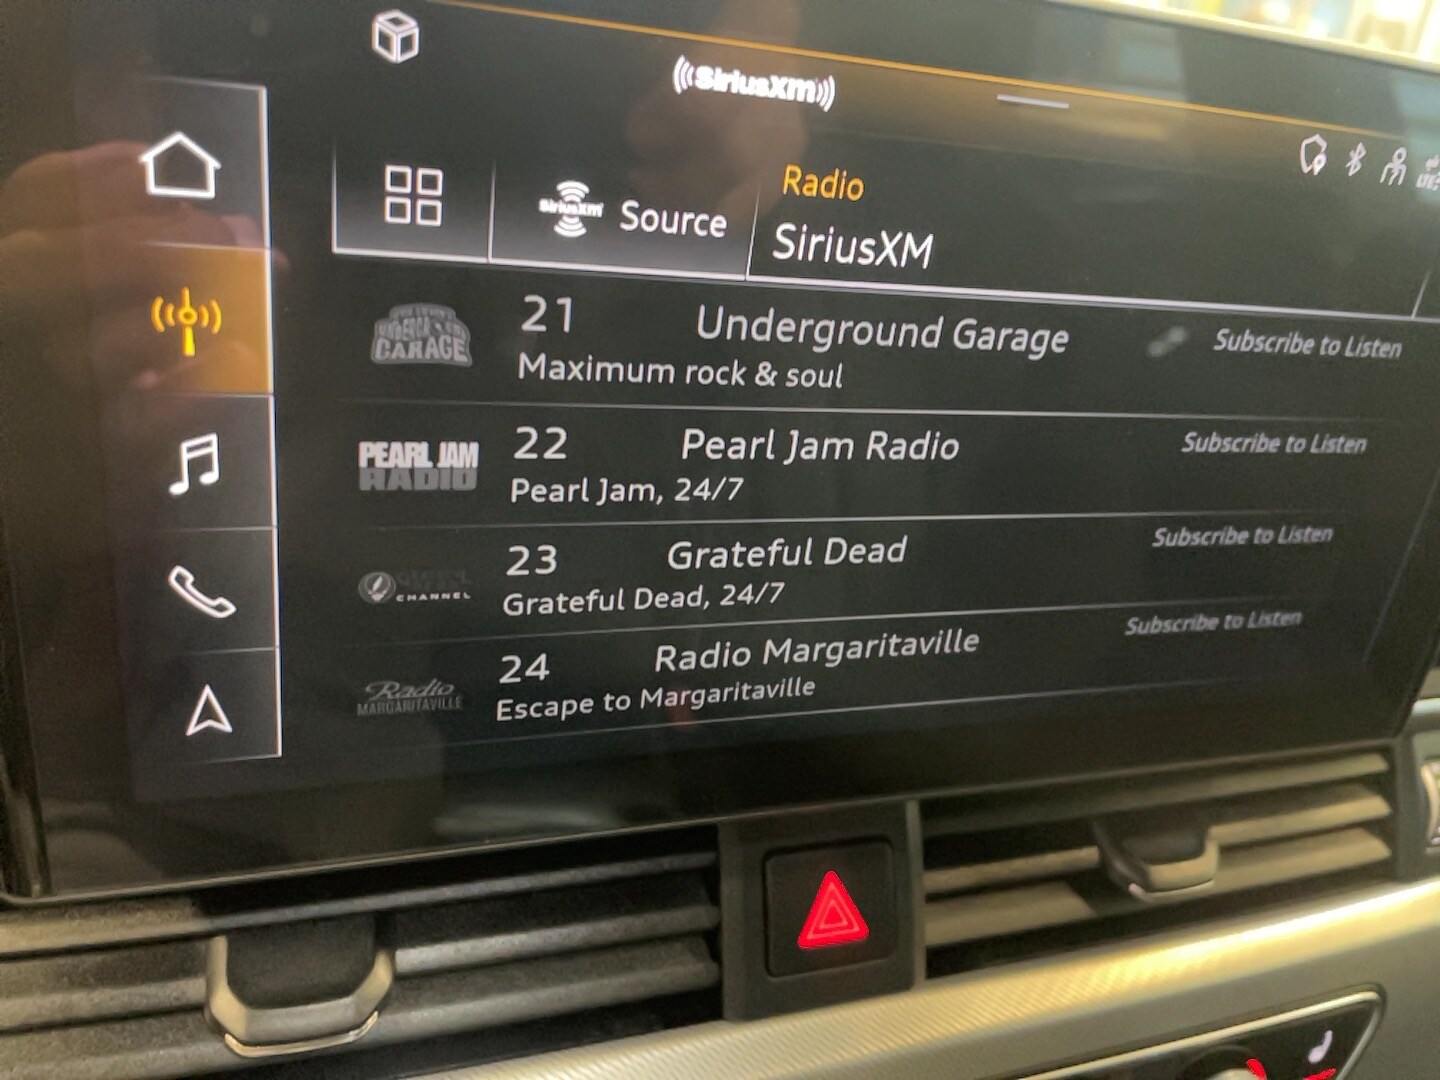 SiriusXM
SiriusXM Source
Radio
SiriusXM
UNDERGROUND GARAGE
21 Underground Garage Subscribe to Listen
Maximum rock & soul
PEARL JAM RADIO
22 Pearl Jam Radio Subscribe to Listen
Pearl Jam, 24/7
CHANNEL
23 Grateful Dead Subscribe to Listen
Grateful Dead, 24/7
Radio MARGARITAVILLE
24 Radio Margaritaville Subscribe to Listen
Escape to Margaritaville